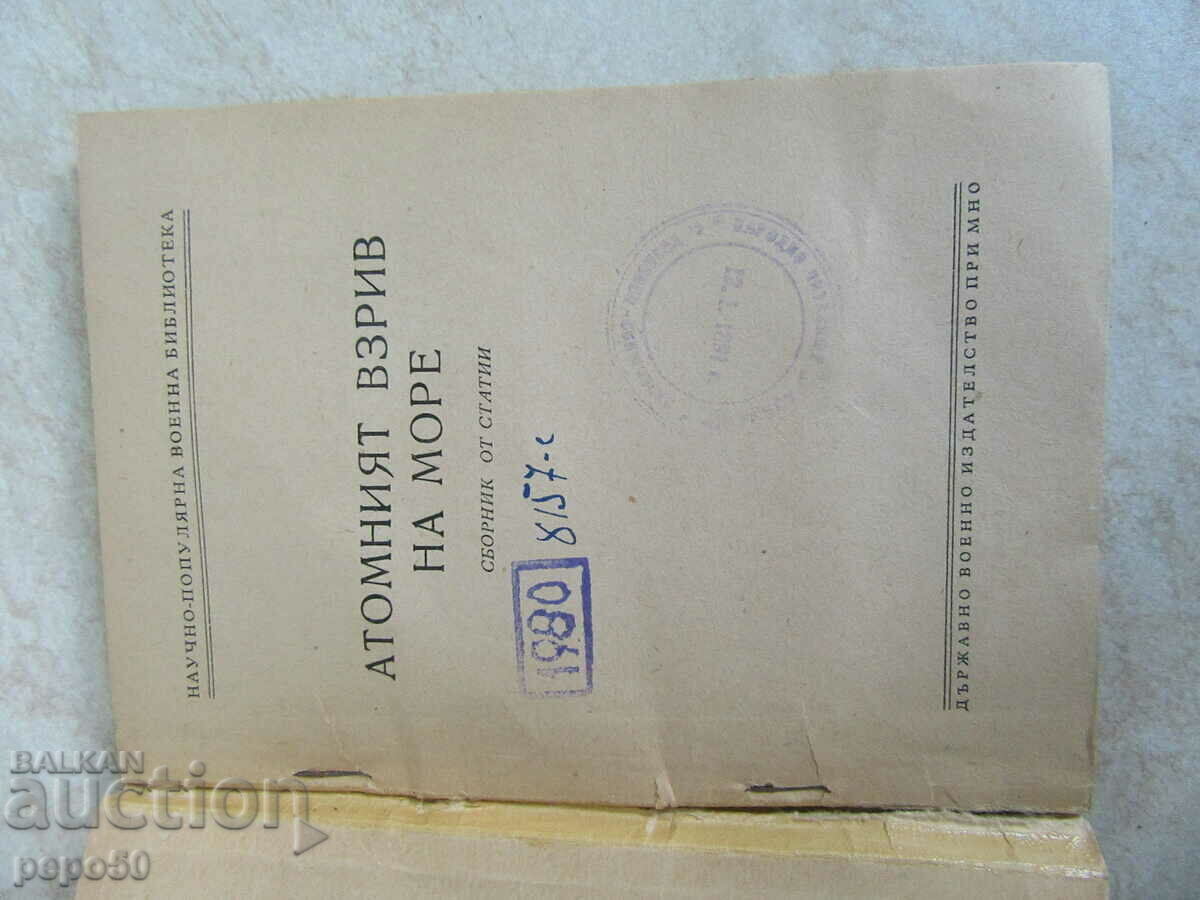 НАУЧНО-ПОПУЛЯРНА ВОЕННА БИБЛИОТЕКА
АТОМНИЯТ ВЗРИВ
НА МОРЕ
СБОРНИК ОТ СТАТИИ
1980
8157-с
ДЪРЖАВНО ВОЕННО ИЗДАТЕЛСТВО ПРИ МНО
BALKAN
auction
pepo50